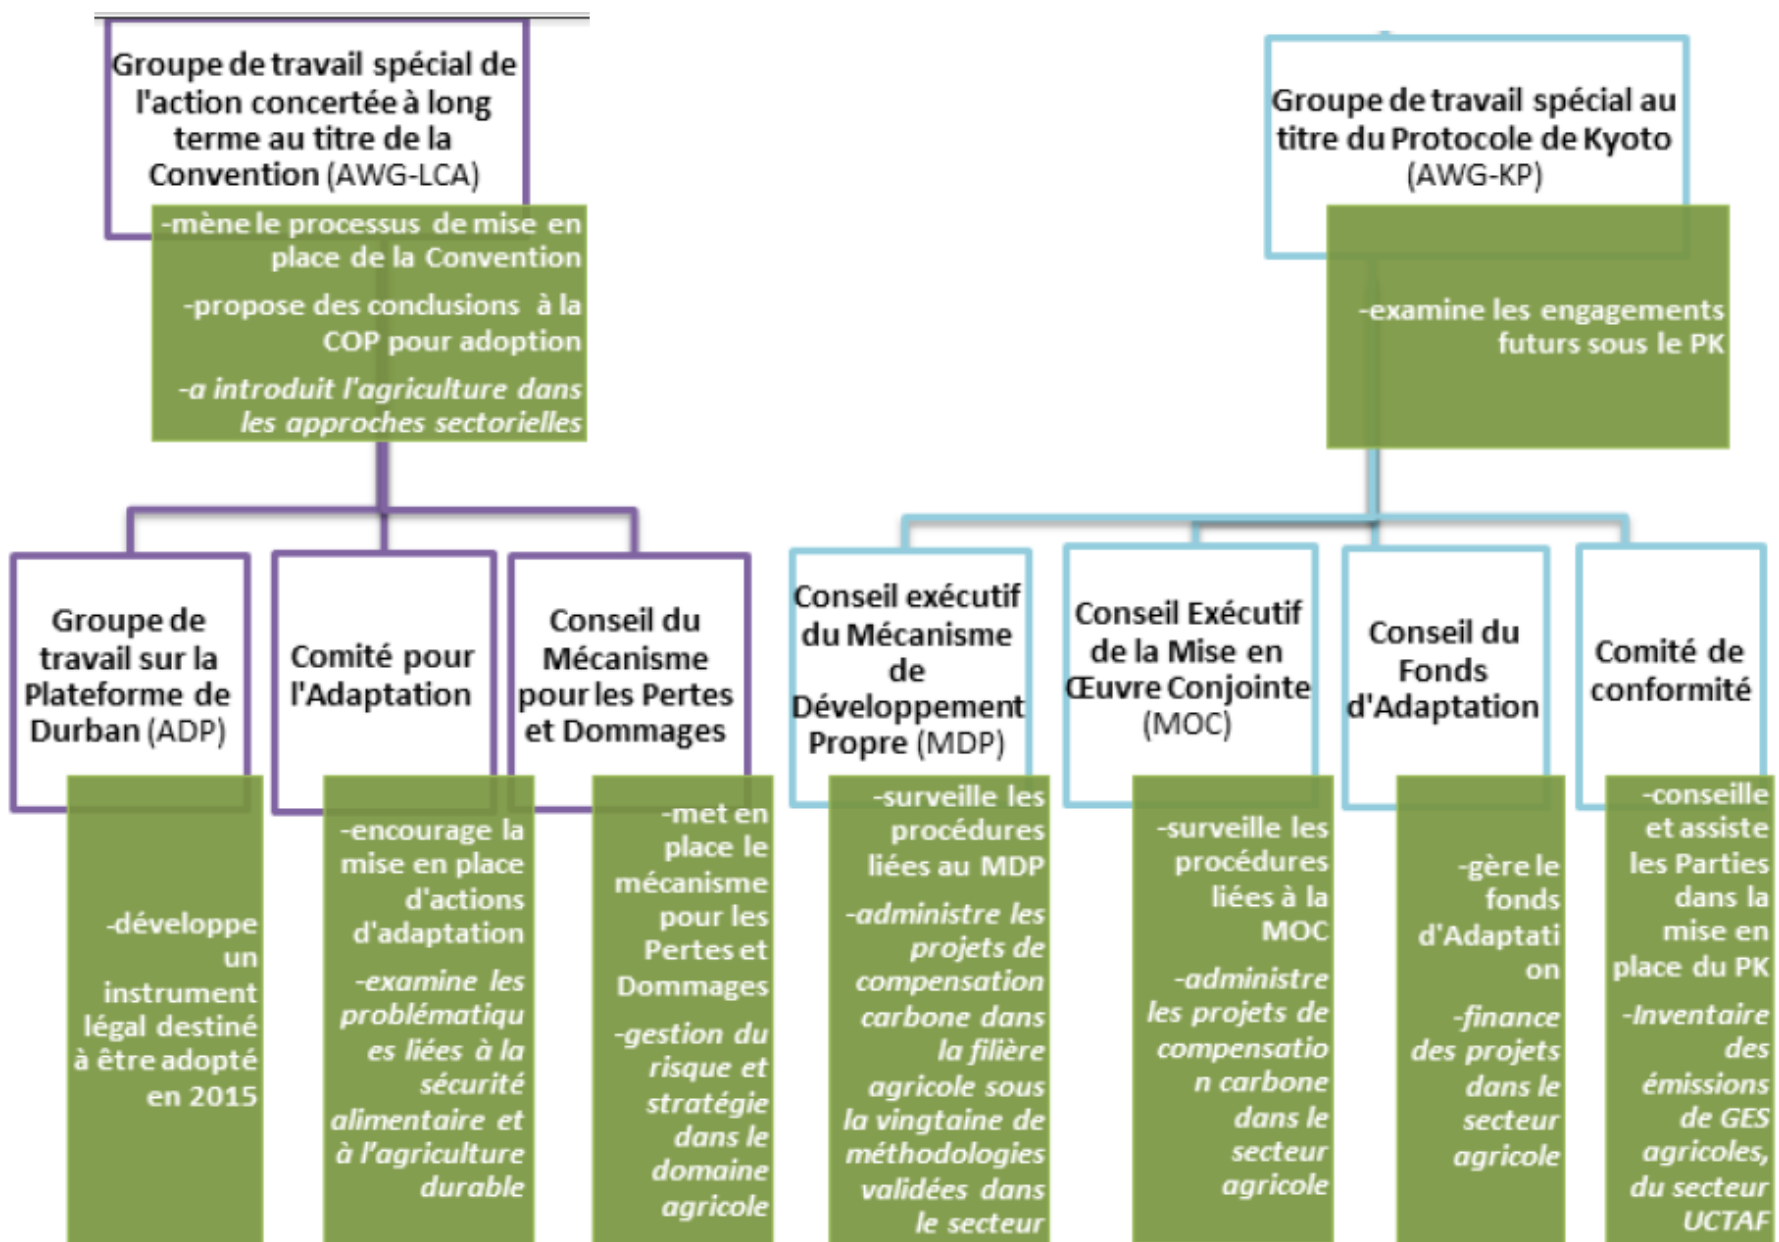 Groupe de travail spécial de
l'action concertée à long
terme au titre de la
Convention (AWG-LCA)
-mène le processus de mise en
place de la Convention
-propose des conclusions à la
COP pour adoption
-a introduit l'agriculture dans
les approches sectorielles
Groupe de travail spécial au
titre du Protocole de Kyoto
(AWG-KP)
-examine les engagements
futurs sous le PK
Groupe de
travail sur la
Plateforme de
Durban (ADP)
-développe
un
instrument
légal destiné
à être adopté
en 2015
Comité pour
l'Adaptation
-encourage la
mise en place
d'actions
d'adaptation
-examine les
problématiqu
es liées à la
sécurité
alimentaire et
à l'agriculture
durable
Conseil du
Mécanisme
pour les Pertes
et Dommages
-met en
place le
mécanisme
pour les
Pertes et
Dommages
-gestion du
risque et
stratégie
dans le
domaine
agricole
Conseil exécutif
du Mécanisme
de
Développement
Propre (MDP)
-surveille les
procédures
liées au MDP
-administre les
projets de
compensation
carbone dans
la filière
agricole sous
la vingtaine de
méthodologies
validées dans
le secteur
Conseil Exécutif
de la Mise en
Œuvre Conjointe
(MOC)
-surveille les
procédures
liées à la
MOC
-administre
les projets de
compensatio
n carbone
dans le
secteur
agricole
Conseil du
Fonds
d'Adaptation
-gère le
fonds
d'Adaptati
on
-finance
des projets
dans le
secteur
agricole
Comité de
conformité
-conseille
et assiste
les Parties
dans la
mise en
place du PK
-Inventaire
des
émissions
de GES
agricoles,
du secteur
UCTAF